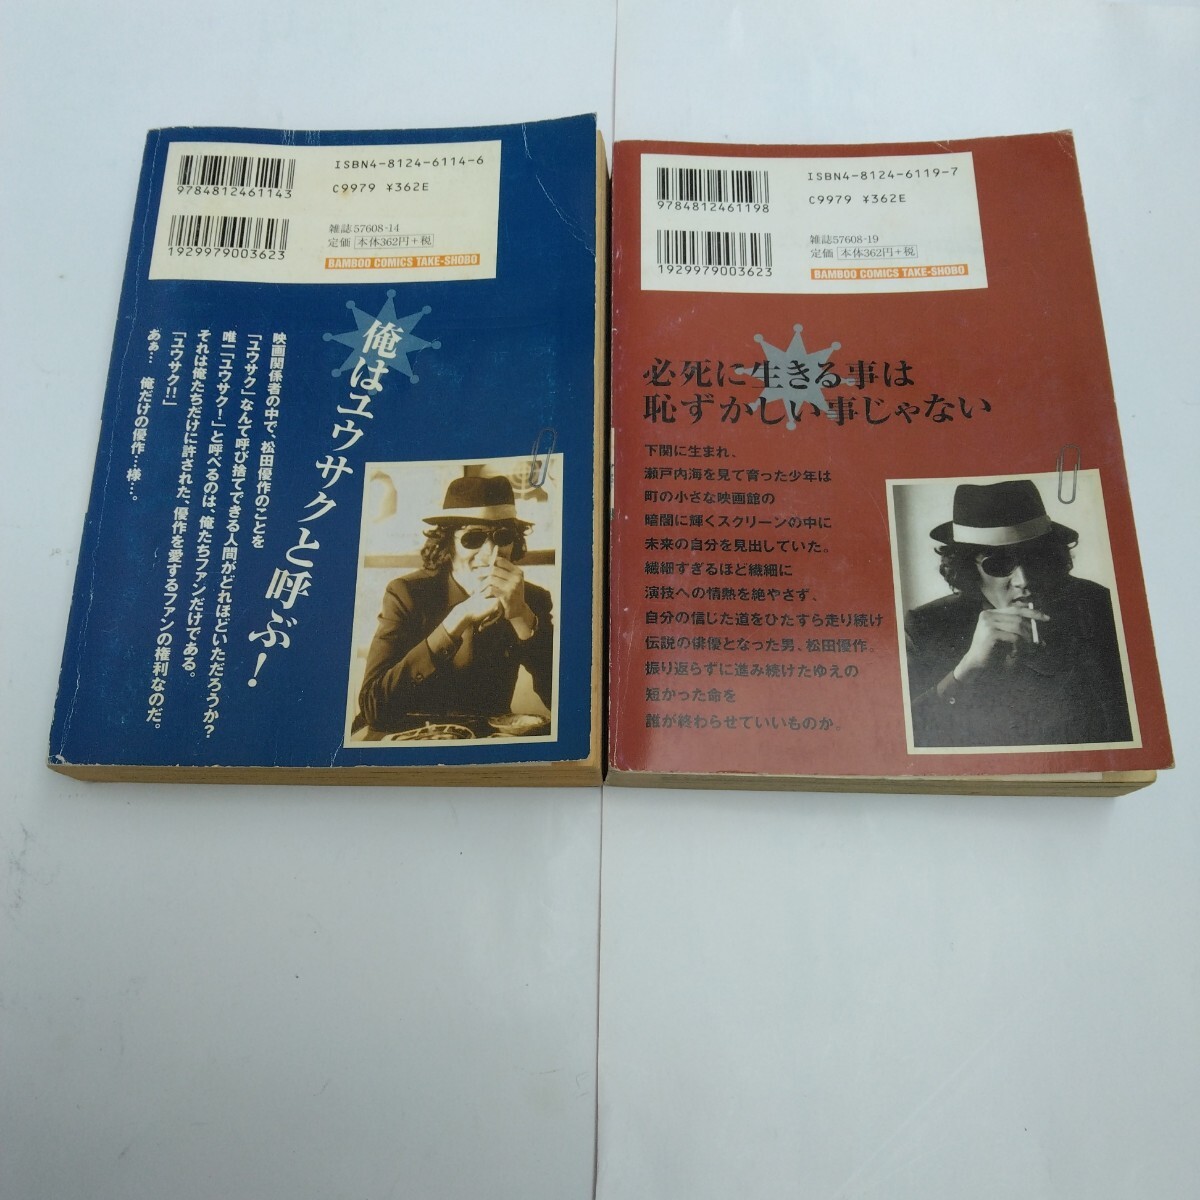 ISBN4-8124-6114-6
9784812461143
C9979 ¥362E
1929979003623
雑誌57608-14
定価 本体362円+税
BAMBOO COMICS TAKE-SHOBO
俺はユウサクと呼ぶ!
映画関係者の中で、松田優作のことを
「ユウサク」なんて呼び捨てできる人間がどれほどいただろうか?
唯一「ユウサク!」と呼べるのは、俺たちファンだけである。
それは俺たちだけに許された、優作を愛するファンの権利なのだ。
「ユウサク!!」
あぁ… 俺だけの優作…様…。
ISBN4-8124-6119-7
9784812461198
C9979 ¥362E
1929979003623
雑誌57608-19
定価 本体362円+税
BAMBOO COMICS TAKE-SHOBO
必死に生きる事は
恥ずかしい事じゃない
下関に生まれ、
瀬戸内海を見て育った少年は
町の小さな映画館の
暗闇に輝くスクリーンの中に
未来の自分を見出していた。
繊細すぎるほど繊細に
演技への情熱を絶やさず、
自分の信じた道をひたすら走り続け
伝説の俳優となった男、松田優作。
振り返らずに進み続けたゆえの
短かった命を
誰が終わらせていいものか。